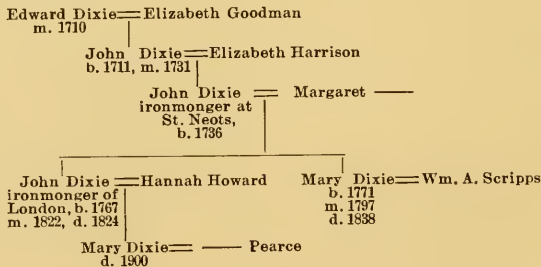 Edward Dixie=Elizabeth Goodman
m. 1710
John Dixie=Elizabeth Harrison
b. 1711, m. 1731
John Dixie = Margaret ——
ironmonger at
St. Neots,
b. 1736
John Dixie=Hannah Howard
ironmonger of
London, b. 1767
m. 1822, d. 1824
Mary Dixie=Wm. A. Scripps
b. 1771
m. 1797
d. 1838
Mary Dixie= —— Pearce
d. 1900